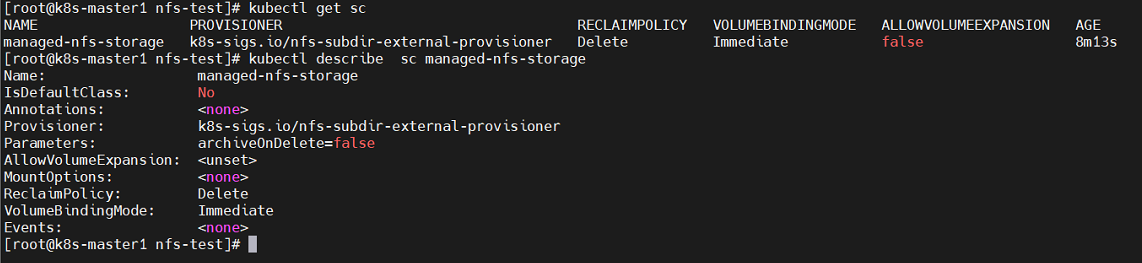 [root@k8s-master1 nfs-test]# kubectl get sc
NAME                  PROVISIONER                                     RECLAIMPOLICY   VOLUMEBINDINGMODE   ALLOWVOLUMEEXPANSION   AGE
managed-nfs-storage   k8s-sigs.io/nfs-subdir-external-provisioner   Delete          Immediate           false                  8m13s
[root@k8s-master1 nfs-test]# kubectl describe  sc managed-nfs-storage
Name:                  managed-nfs-storage
IsDefaultClass:        No
Annotations:           <none>
Provisioner:           k8s-sigs.io/nfs-subdir-external-provisioner
Parameters:            archiveOnDelete=false
AllowVolumeExpansion:  <unset>
MountOptions:          <none>
ReclaimPolicy:         Delete
VolumeBindingMode:     Immediate
Events:                <none>
[root@k8s-master1 nfs-test]#